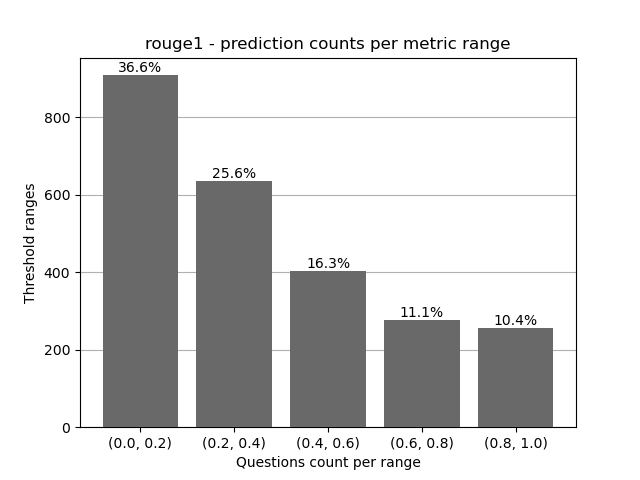 rouge1 - prediction counts per metric range
36.6%
25.6%
16.3%
11.1%
10.4%
800
600
400
200
0
Threshold ranges
(0.0, 0.2) (0.2, 0.4) (0.4, 0.6) (0.6, 0.8) (0.8, 1.0)
Questions count per range